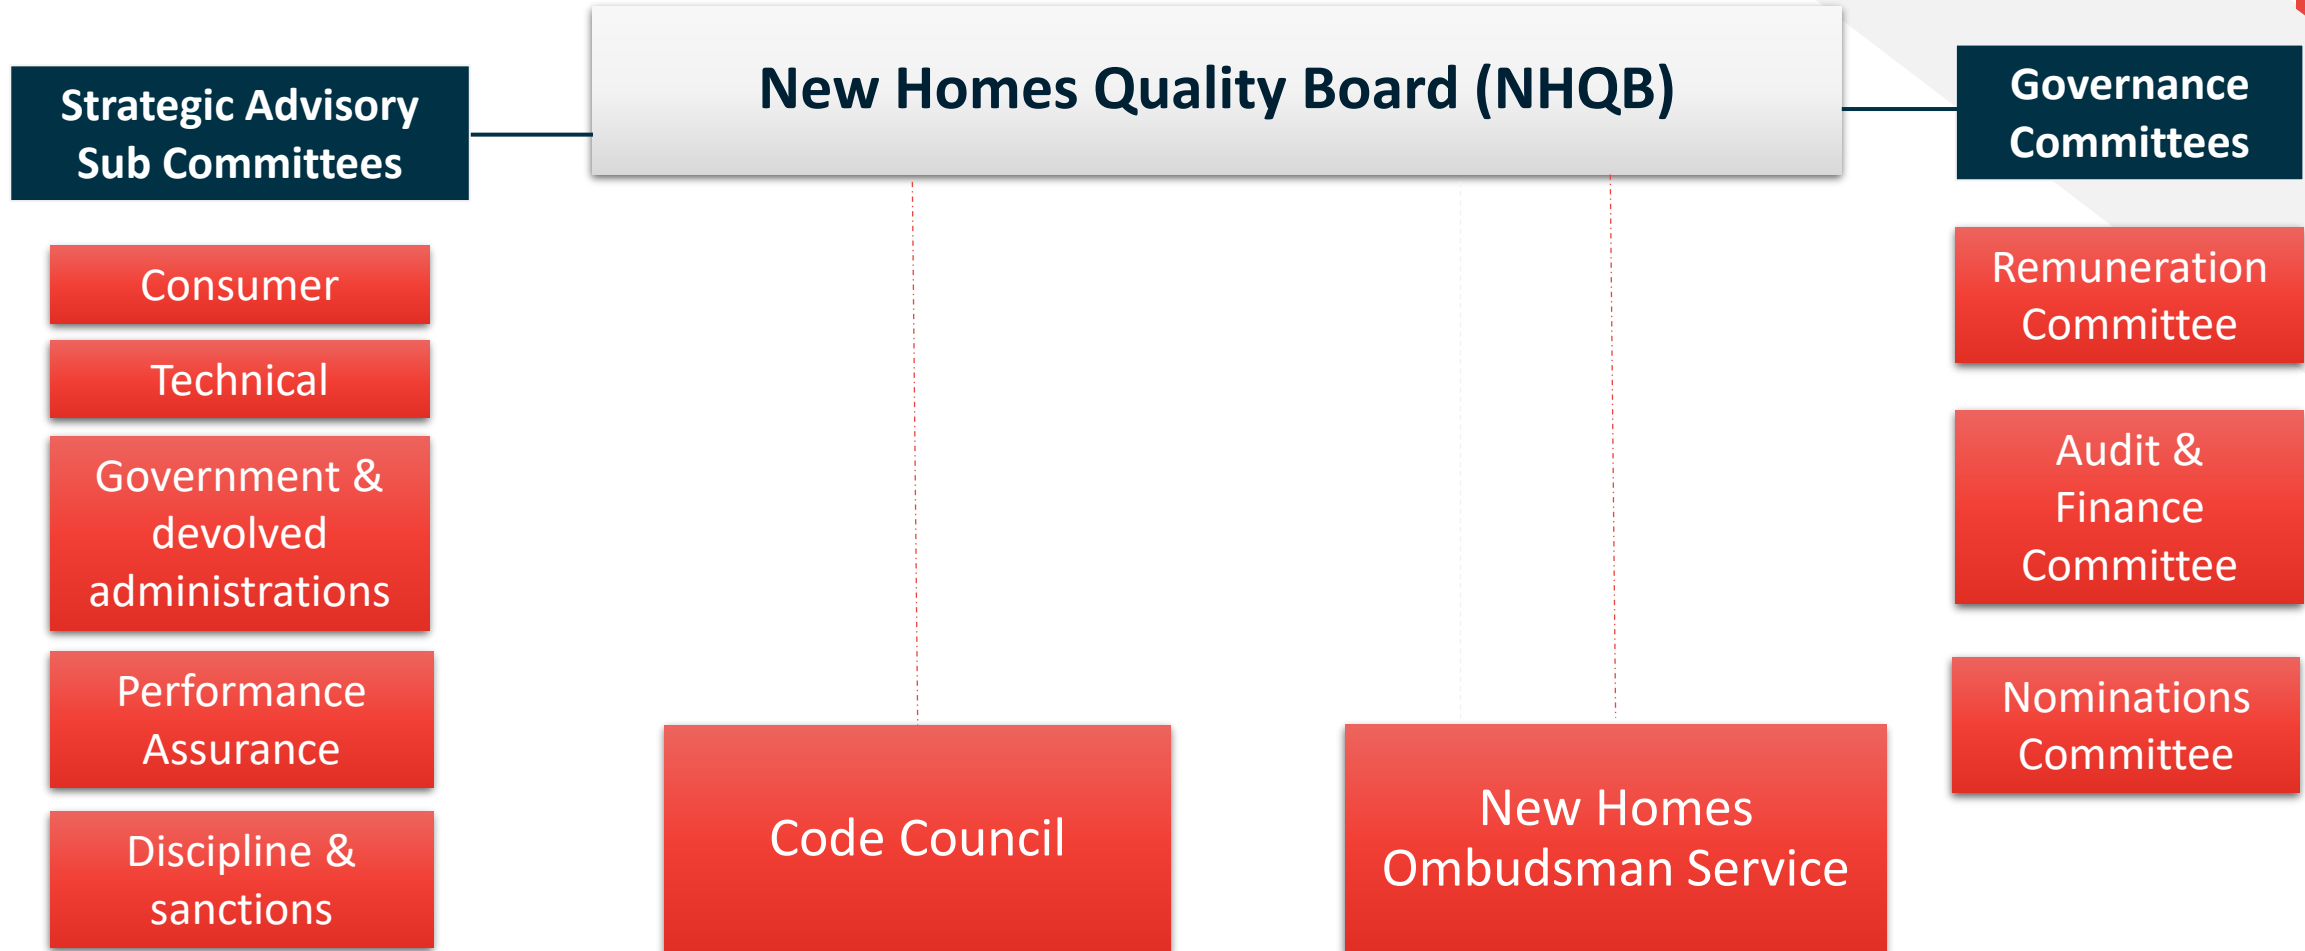 New Homes Quality Board (NHQB)
Strategic Advisory
Sub Committees
Consumer
Technical
Government &
devolved
administrations
Performance
Assurance
Discipline &
sanctions
Code Council
New Homes
Ombudsman Service
Governance
Committees
Remuneration
Committee
Audit &
Finance
Committee
Nominations
Committee